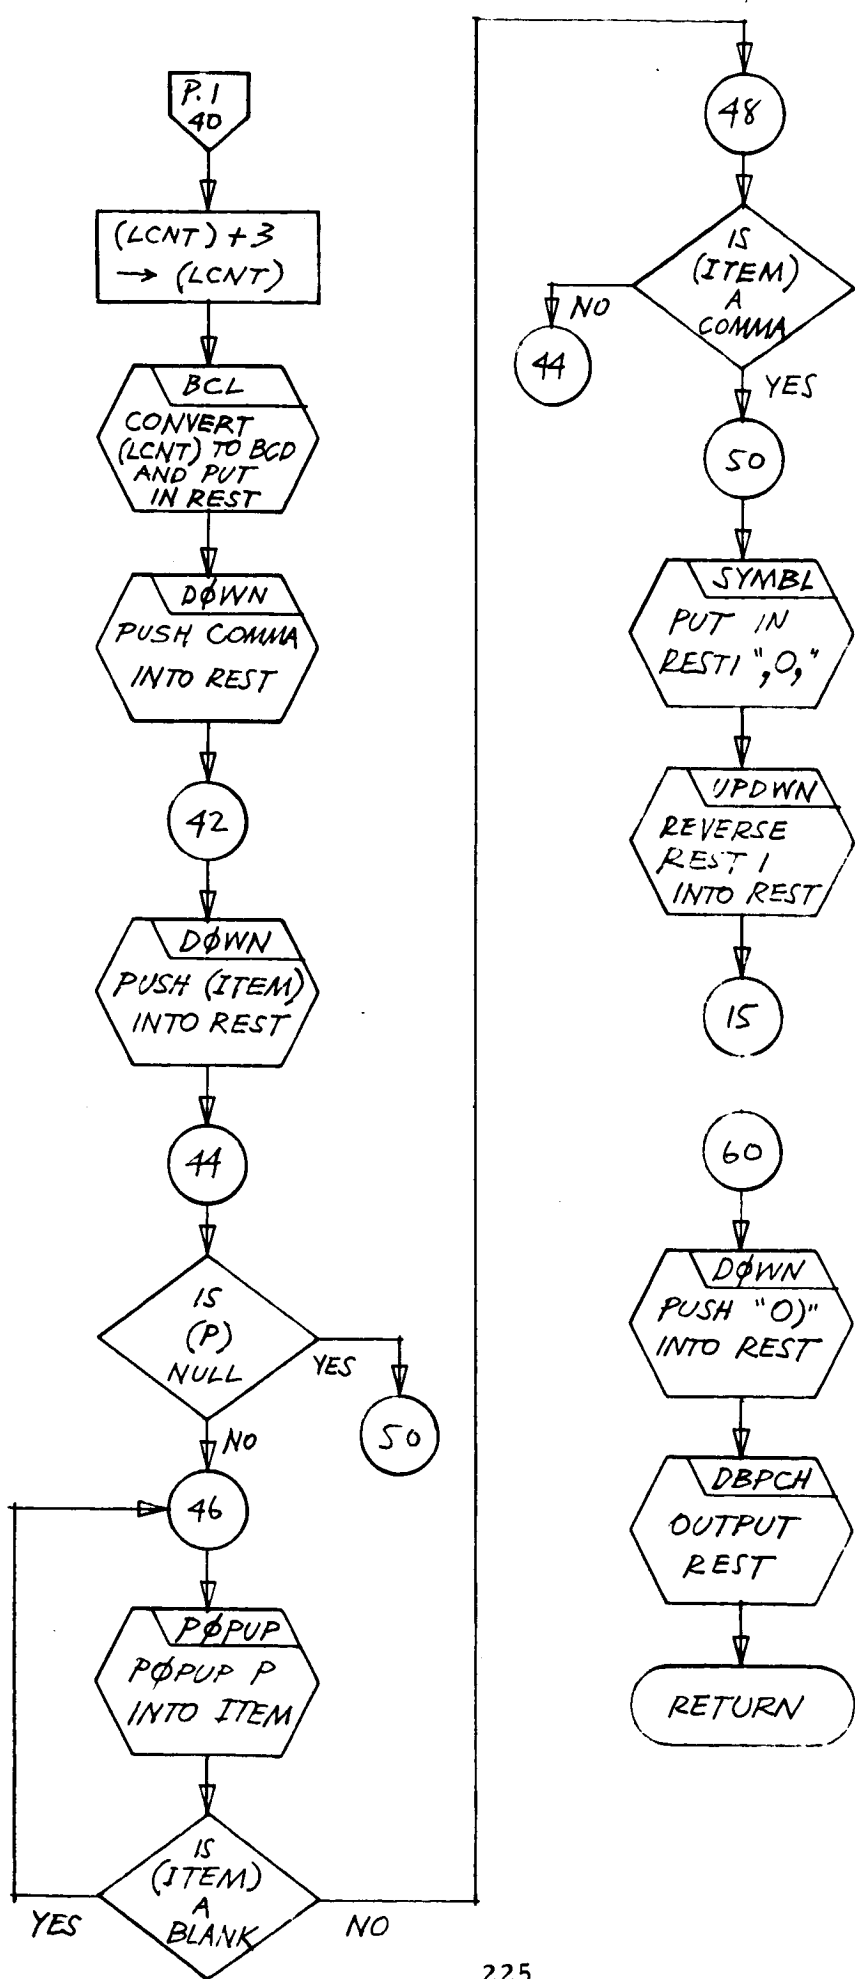 P.1
40
(LCNT) + 3
→ (LCNT)
BCL
CONVERT
(LCNT) TO BCD
AND PUT
IN REST
DØWN
PUSH COMMA
INTO REST
42
DØWN
PUSH (ITEM)
INTO REST
44
IS
(P)
NULL
YES
50
NO
46
PØPUP
PØPUP P
INTO ITEM
IS
(ITEM)
A
BLANK
YES
NO
48
IS
(ITEM)
A
COMMA
NO
44
YES
50
SYMBL
PUT IN
REST1 ",0,"
UPDWN
REVERSE
REST 1
INTO REST
15
60
DØWN
PUSH "0)"
INTO REST
DBPCH
OUTPUT
REST
RETURN
225